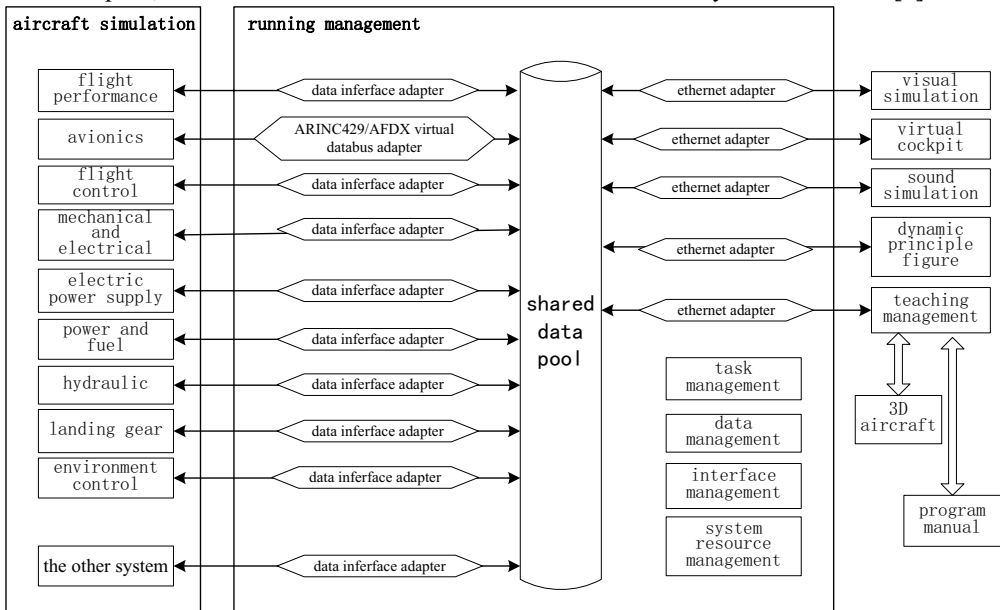 aircraft simulation
running management
flight
performance
data inferface adapter
ethernet adapter
visual
simulation
avionics
ARINC429/AFDX virtual
databus adapter
ethernet adapter
virtual
cockpit
flight
control
data inferface adapter
ethernet adapter
sound
simulation
mechanical
and
electrical
data inferface adapter
ethernet adapter
dynamic
principle
figure
electric
power supply
data inferface adapter
shared
data
pool
ethernet adapter
teaching
management
power and
fuel
data inferface adapter
task
management
hydraulic
data inferface adapter
3D
aircraft
landing gear
data inferface adapter
data
management
environment
control
data inferface adapter
interface
management
program
manual
system
resource
management
the other system
data inferface adapter